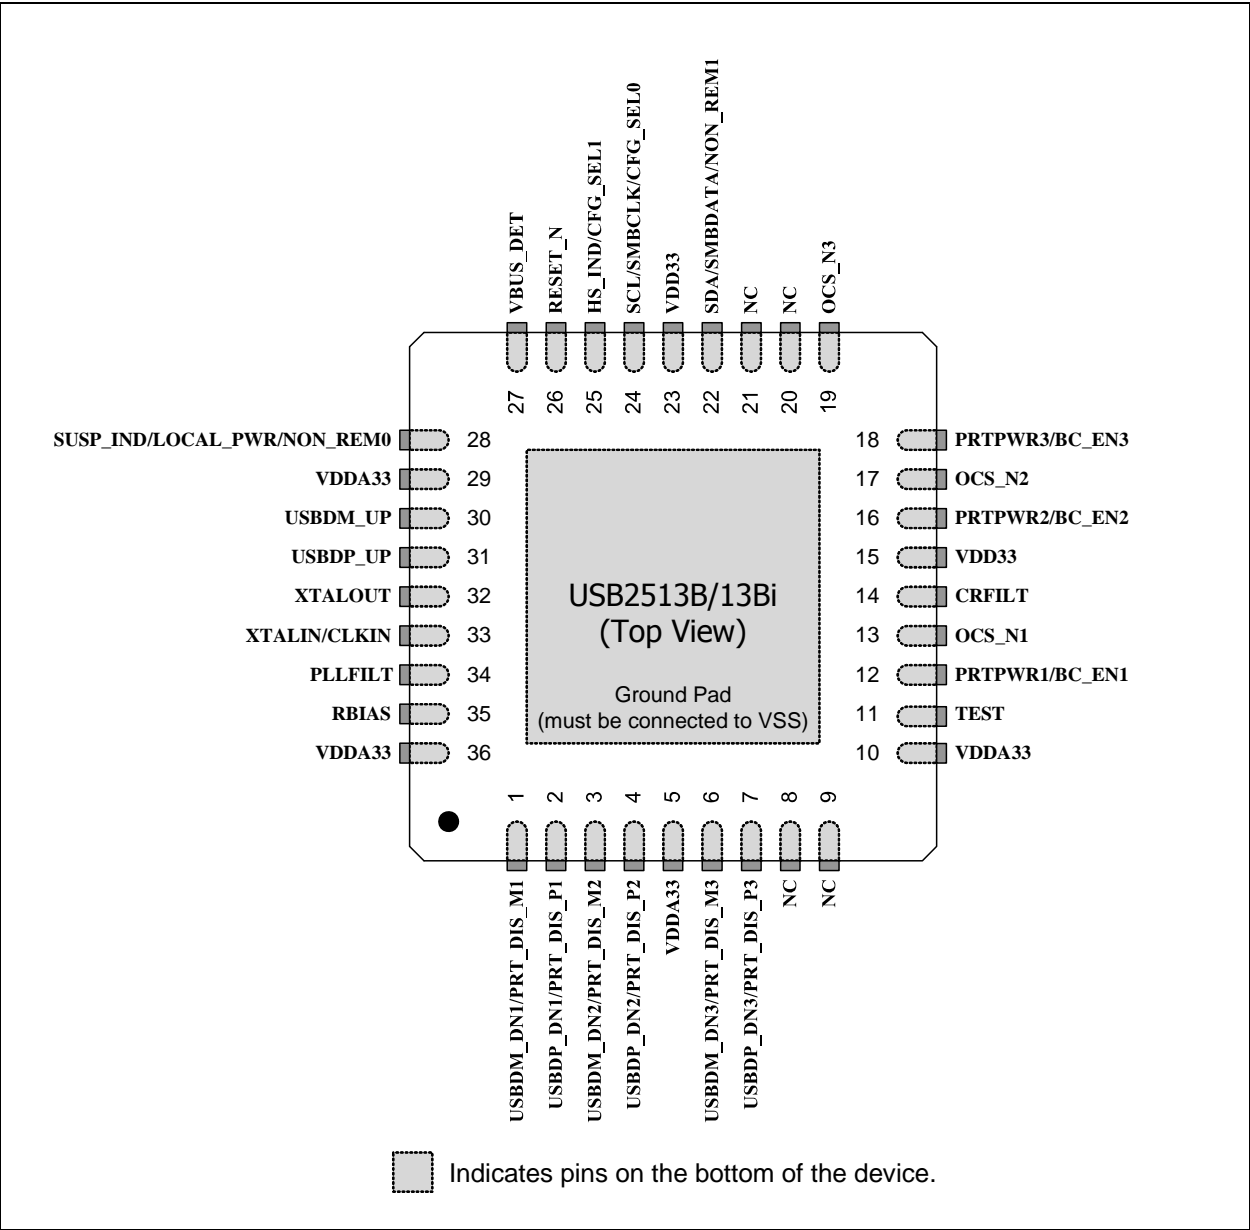 VBUS_DET
RESET_N
HS_IND/CFG_SEL1
SCL/SMBCLK/CFG_SEL0
VDD33
SDA/SMBDATA/NON_REM1
NC
NC
OCS_N3
27
26
25
24
23
22
21
20
19
SUSP_IND/LOCAL_PWR/NON_REM0 28
VDDA33 29
USBDM_UP 30
USBDP_UP 31
XTALOUT 32
XTALIN/CLKIN 33
PLLFILT 34
RBIAS 35
VDDA33 36
USB2513B/13Bi
(Top View)
Ground Pad
(must be connected to VSS)
18 PRTPWR3/BC_EN3
17 OCS_N2
16 PRTPWR2/BC_EN2
15 VDD33
14 CRFILT
13 OCS_N1
12 PRTPWR1/BC_EN1
11 TEST
10 VDDA33
1
2
3
4
5
6
7
8
9
USBDM_DN1/PRT_DIS_M1
USBDP_DN1/PRT_DIS_P1
USBDM_DN2/PRT_DIS_M2
USBDP_DN2/PRT_DIS_P2
VDDA33
USBDM_DN3/PRT_DIS_M3
USBDP_DN3/PRT_DIS_P3
NC
NC
Indicates pins on the bottom of the device.